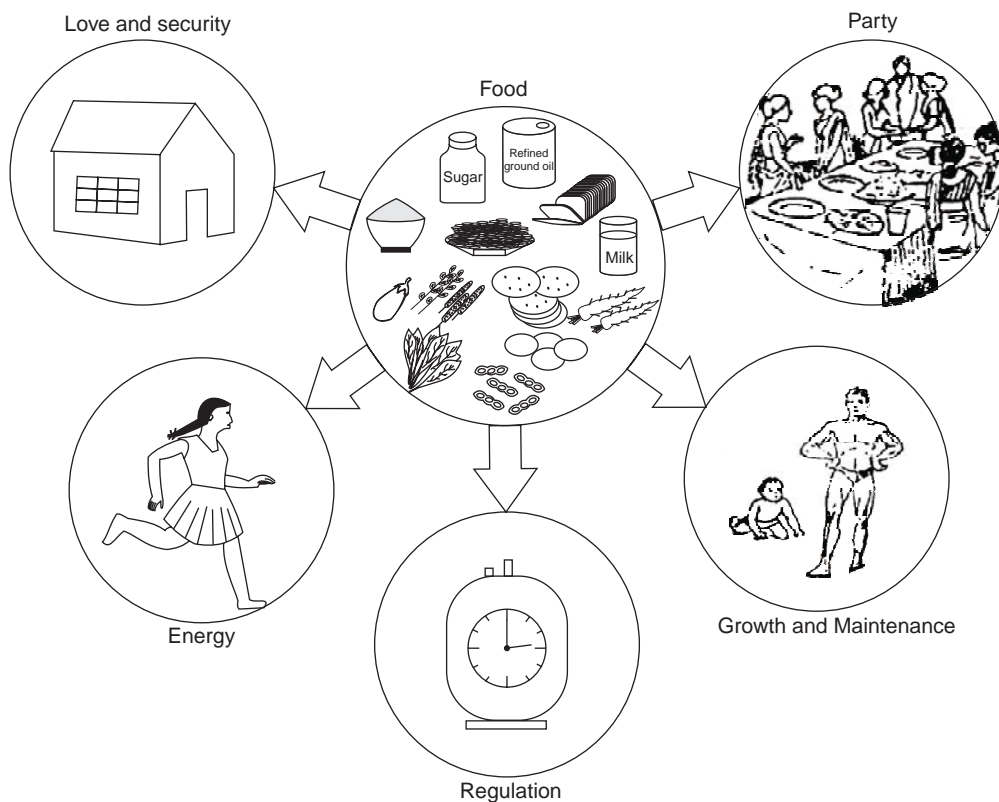 Love and security
Party
Food
Sugar
Refined
ground oil
Milk
Energy
Growth and Maintenance
Regulation